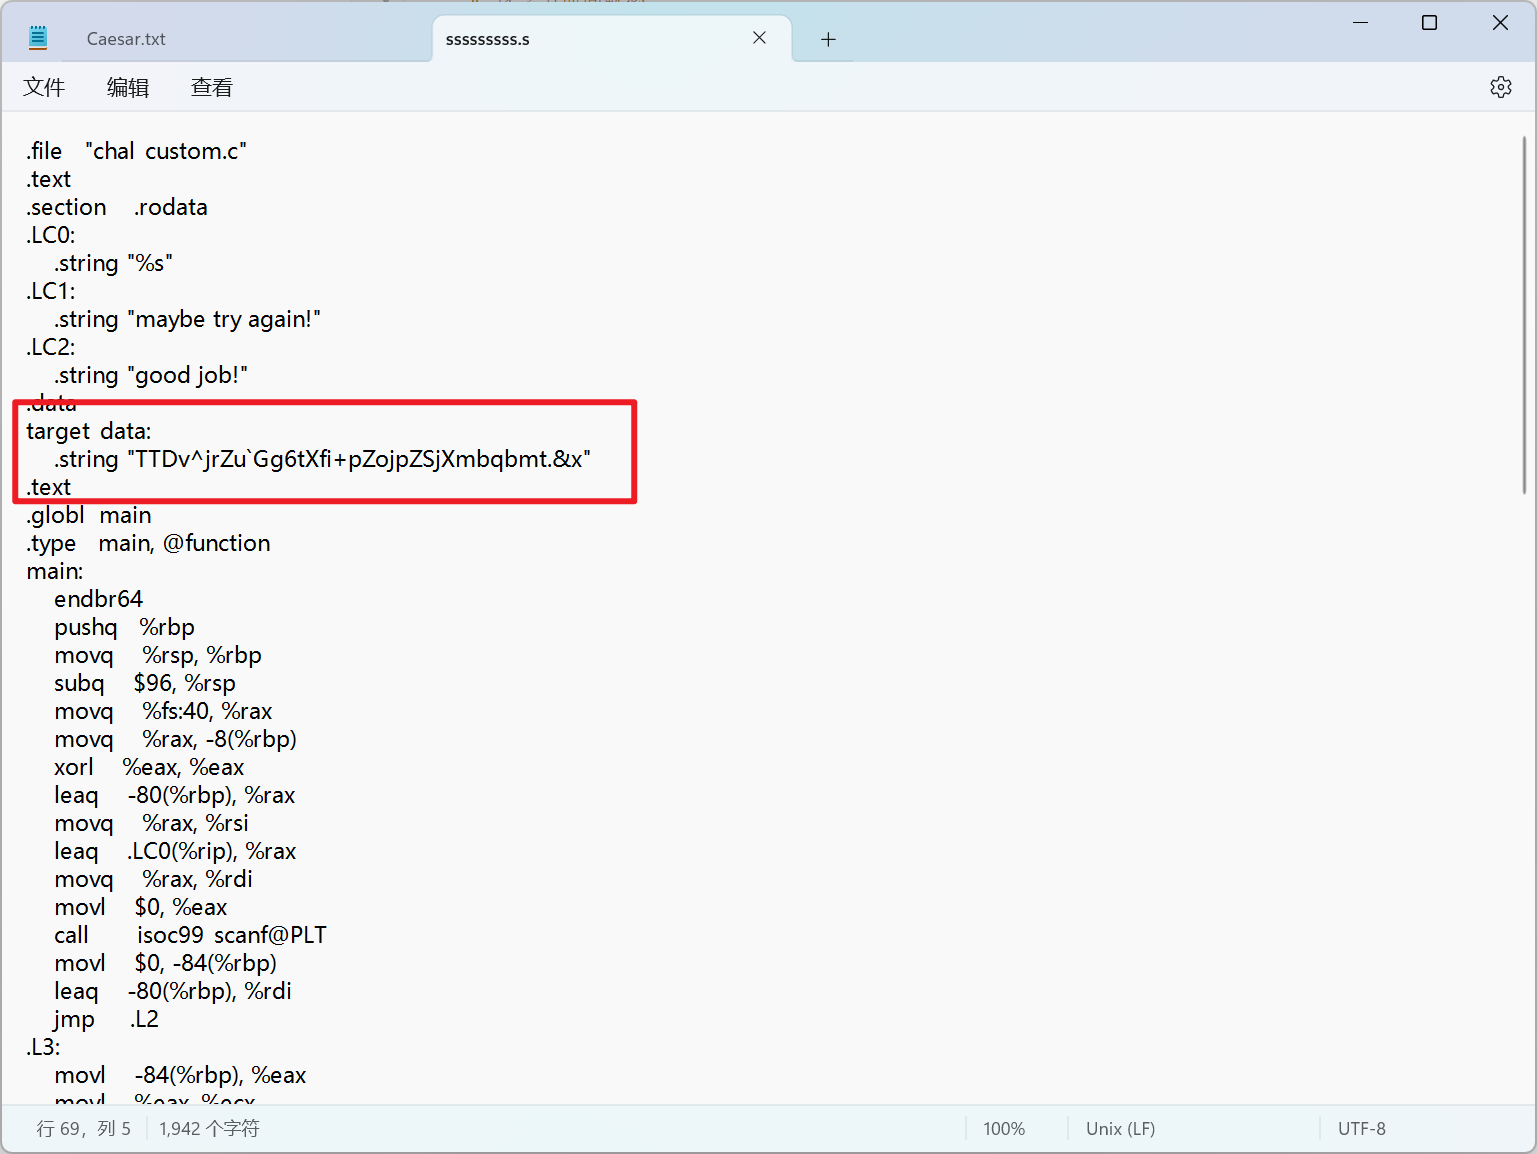 Caesar.txt
sssssssss.s
文件 编辑 查看
.file "chal custom.c"
.text
.section .rodata
.LC0:
.string "%s"
.LC1:
.string "maybe try again!"
.LC2:
.string "good job!"
.data
target data:
.string "TTDv^jrZu`Gg6tXfi+pZojpZSjXmbqbmt.&x"
.text
.globl main
.type main, @function
main:
endbr64
pushq %rbp
movq %rsp, %rbp
subq $96, %rsp
movq %fs:40, %rax
movq %rax, -8(%rbp)
xorl %eax, %eax
leaq -80(%rbp), %rax
movq %rax, %rsi
leaq .LC0(%rip), %rax
movq %rax, %rdi
movl $0, %eax
call isoc99 scanf@PLT
movl $0, -84(%rbp)
leaq -80(%rbp), %rdi
jmp .L2
.L3:
movl -84(%rbp), %eax
movl %eax, %ecx
行 69，列 5 1,942 个字符 100% Unix (LF) UTF-8